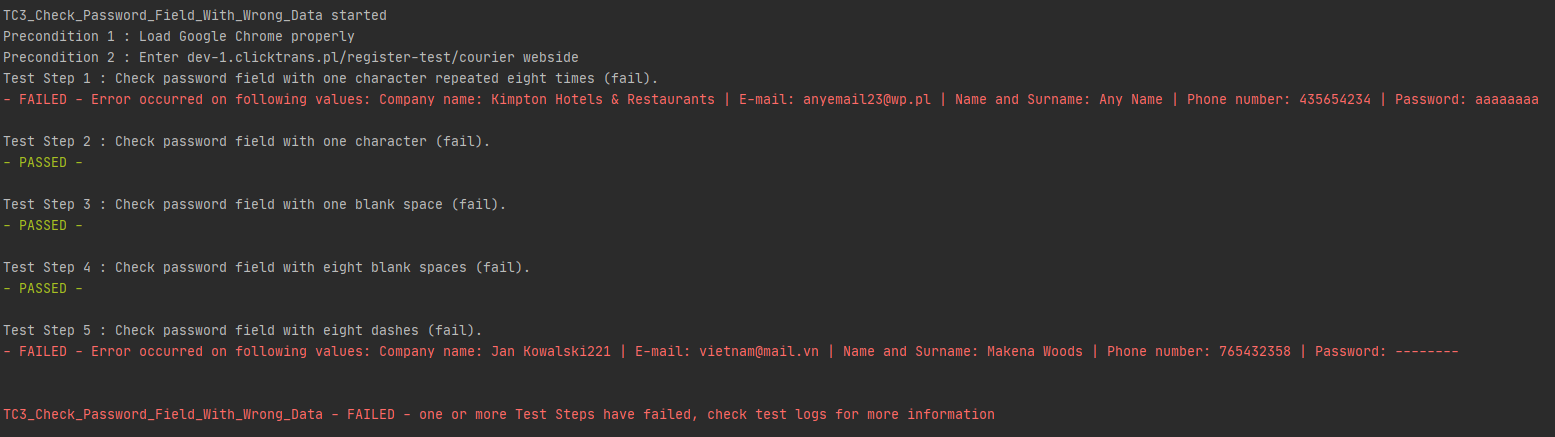 TC3_Check_Password_Field_With_Wrong_Data started
Precondition 1 : Load Google Chrome properly
Precondition 2 : Enter dev-1.clicktrans.pl/register-test/courier webside
Test Step 1 : Check password field with one character repeated eight times (fail).
- FAILED - Error occurred on following values: Company name: Kimpton Hotels & Restaurants | E-mail: anyemail23@wp.pl | Name and Surname: Any Name | Phone number: 435654234 | Password: aaaaaaaa
Test Step 2 : Check password field with one character (fail).
- PASSED -
Test Step 3 : Check password field with one blank space (fail).
- PASSED -
Test Step 4 : Check password field with eight blank spaces (fail).
- PASSED -
Test Step 5 : Check password field with eight dashes (fail).
- FAILED - Error occurred on following values: Company name: Jan Kowalski221 | E-mail: vietnam@mail.vn | Name and Surname: Makena Woods | Phone number: 765432358 | Password: --------
TC3_Check_Password_Field_With_Wrong_Data - FAILED - one or more Test Steps have failed, check test logs for more information